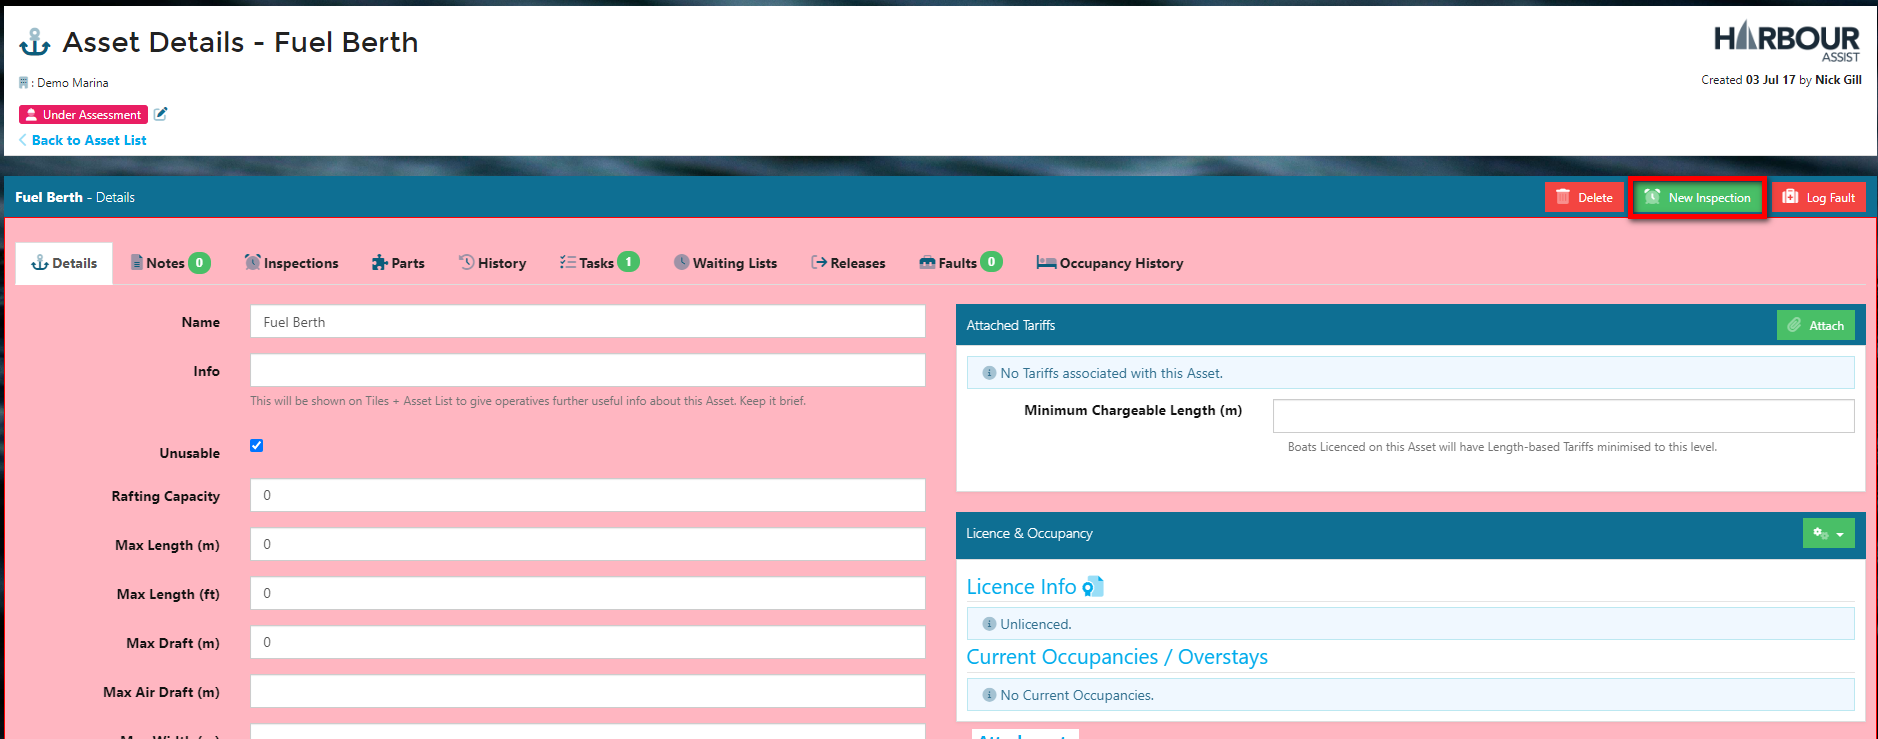 Asset Details - Fuel Berth
HARBOUR
ASSIST
: Demo Marina
Created 03 Jul 17 by Nick Gill
Under Assessment
Back to Asset List
Fuel Berth - Details
Delete
New Inspection
Log Fault
Details
Notes 0
Inspections
Parts
History
Tasks 1
Waiting Lists
Releases
Faults 0
Occupancy History
Name
Fuel Berth
Info
This will be shown on Tiles + Asset List to give operatives further useful info about this Asset. Keep it brief.
Unusable
Rafting Capacity
0
Max Length (m)
0
Max Length (ft)
0
Max Draft (m)
0
Max Air Draft (m)
Attached Tariffs
Attach
No Tariffs associated with this Asset.
Minimum Chargeable Length (m)
Boats Licenced on this Asset will have Length-based Tariffs minimised to this level.
Licence & Occupancy
Licence Info
Unlicenced.
Current Occupancies / Overstays
No Current Occupancies.